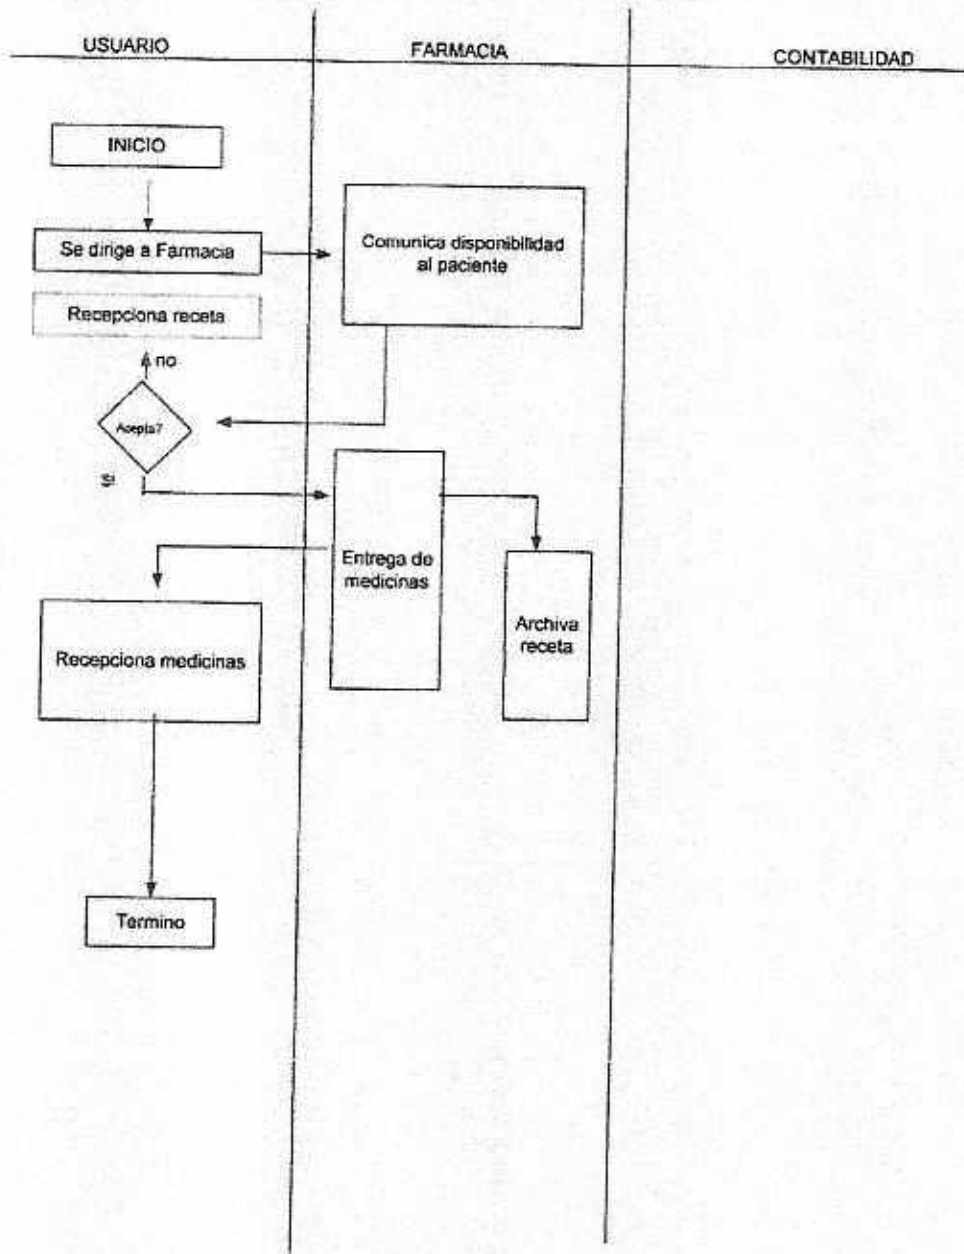 USUARIO
FARMACIA
CONTABILIDAD
INICIO
Se dirige a Farmacia
Comunica disponibilidad
al paciente
Recepciona receta
no
Acepta?
si
Entrega de
medicinas
Archiva
receta
Recepciona medicinas
Termino